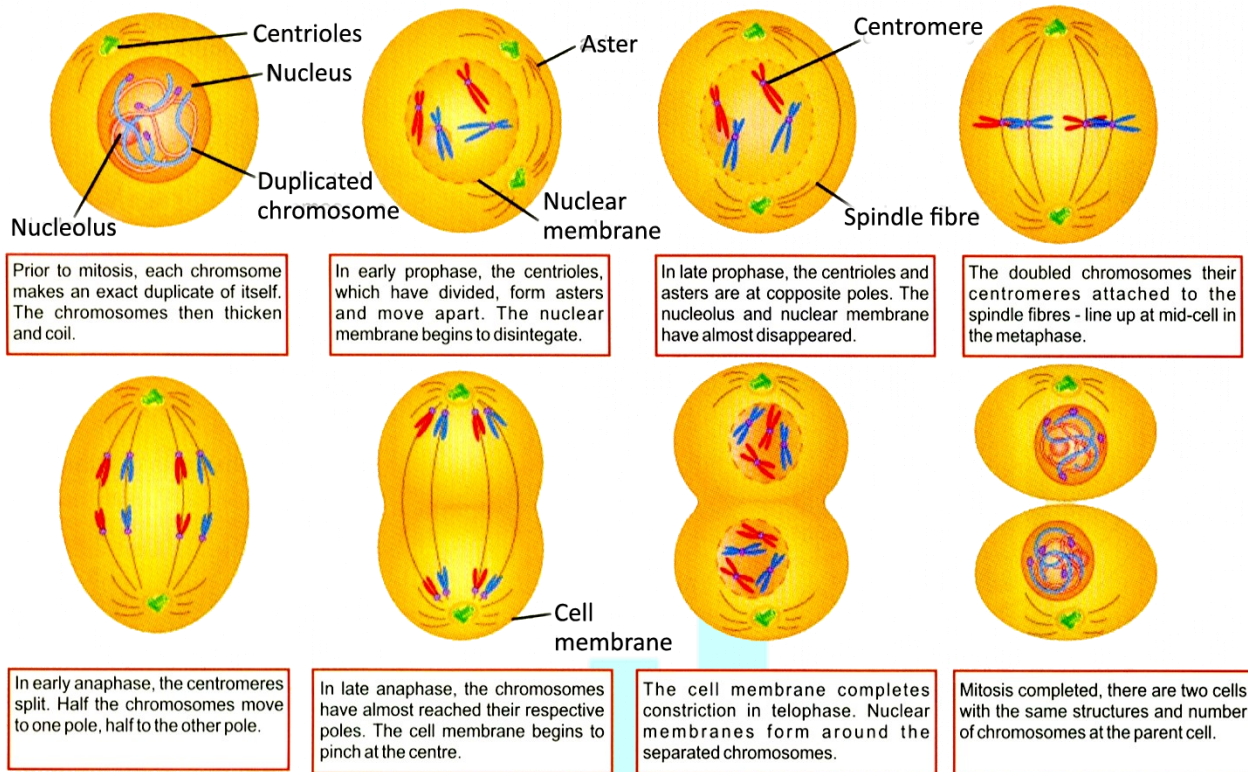 Centrioles
Nucleus
Duplicated
chromosome
Nucleolus
Aster
Nuclear
membrane
Centromere
Spindle fibre
Prior to mitosis, each chromsome
makes an exact duplicate of itself.
The chromosomes then thicken
and coil.
In early prophase, the centrioles,
which have divided, form asters
and move apart. The nuclear
membrane begins to disintegate.
In late prophase, the centrioles and
asters are at copposite poles. The
nucleolus and nuclear membrane
have almost disappeared.
The doubled chromosomes their
centromeres attached to the
spindle fibres - line up at mid-cell in
the metaphase.
Cell
membrane
In early anaphase, the centromeres
split. Half the chromosomes move
to one pole, half to the other pole.
In late anaphase, the chromosomes
have almost reached their respective
poles. The cell membrane begins to
pinch at the centre.
The cell membrane completes
constriction in telophase. Nuclear
membranes form around the
separated chromosomes.
Mitosis completed, there are two cells
with the same structures and number
of chromosomes at the parent cell.